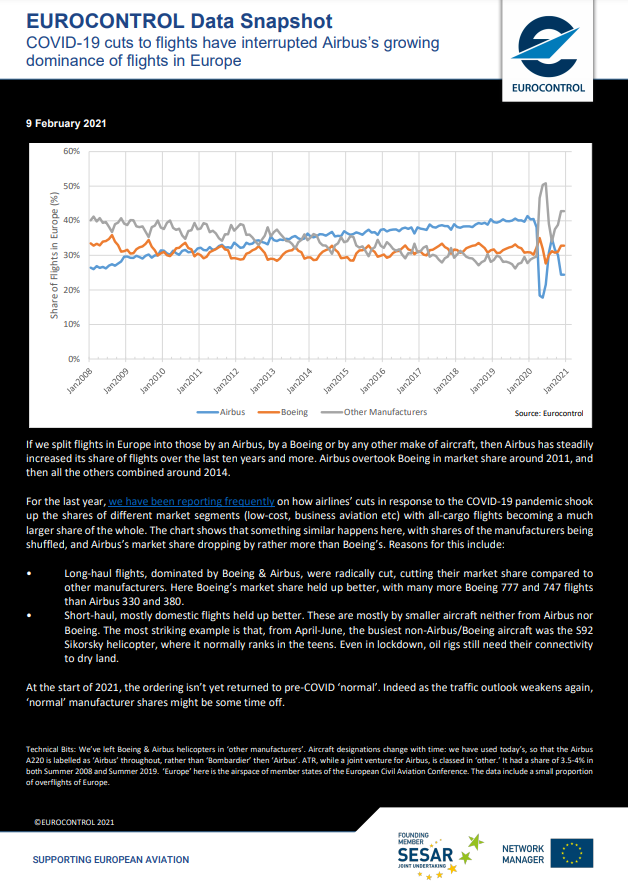 EUROCONTROL Data Snapshot
COVID-19 cuts to flights have interrupted Airbus's growing
dominance of flights in Europe
EUROCONTROL
9 February 2021
60%
50%
40%
30%
20%
10%
0%
Share of Flights in Europe (%)
Jan2008
Jan2009
Jan2010
Jan2011
Jan2012
Jan2013
Jan2014
Jan2015
Jan2016
Jan2017
Jan2018
Jan2019
Jan2020
Jan2021
Airbus Boeing Other Manufacturers
Source: Eurocontrol
If we split flights in Europe into those by an Airbus, by a Boeing or by any other make of aircraft, then Airbus has steadily
increased its share of flights over the last ten years and more. Airbus overtook Boeing in market share around 2011, and
then all the others combined around 2014.
For the last year, we have been reporting frequently on how airlines' cuts in response to the COVID-19 pandemic shook
up the shares of different market segments (low-cost, business aviation etc) with all-cargo flights becoming a much
larger share of the whole. The chart shows that something similar happens here, with shares of the manufacturers being
shuffled, and Airbus's market share dropping by rather more than Boeing's. Reasons for this include:
• Long-haul flights, dominated by Boeing & Airbus, were radically cut, cutting their market share compared to
other manufacturers. Here Boeing's market share held up better, with many more Boeing 777 and 747 flights
than Airbus 330 and 380.
• Short-haul, mostly domestic flights held up better. These are mostly by smaller aircraft neither from Airbus nor
Boeing. The most striking example is that, from April-June, the busiest non-Airbus/Boeing aircraft was the S92
Sikorsky helicopter, where it normally ranks in the teens. Even in lockdown, oil rigs still need their connectivity
to dry land.
At the start of 2021, the ordering isn't yet returned to pre-COVID 'normal'. Indeed as the traffic outlook weakens again,
'normal' manufacturer shares might be some time off.
Technical Bits: We've left Boeing & Airbus helicopters in 'other manufacturers'. Aircraft designations change with time: we have used today's, so that the Airbus
A220 is labelled as 'Airbus' throughout, rather than 'Bombardier' then 'Airbus'. ATR, while a joint venture for Airbus, is classed in 'other.' It had a share of 3.5-4% in
both Summer 2008 and Summer 2019. 'Europe' here is the airspace of member states of the European Civil Aviation Conference. The data include a small proportion
of overflights of Europe.
©EUROCONTROL 2021
SUPPORTING EUROPEAN AVIATION
FOUNDING
MEMBER
SESAR
JOINT UNDERTAKING
NETWORK
MANAGER